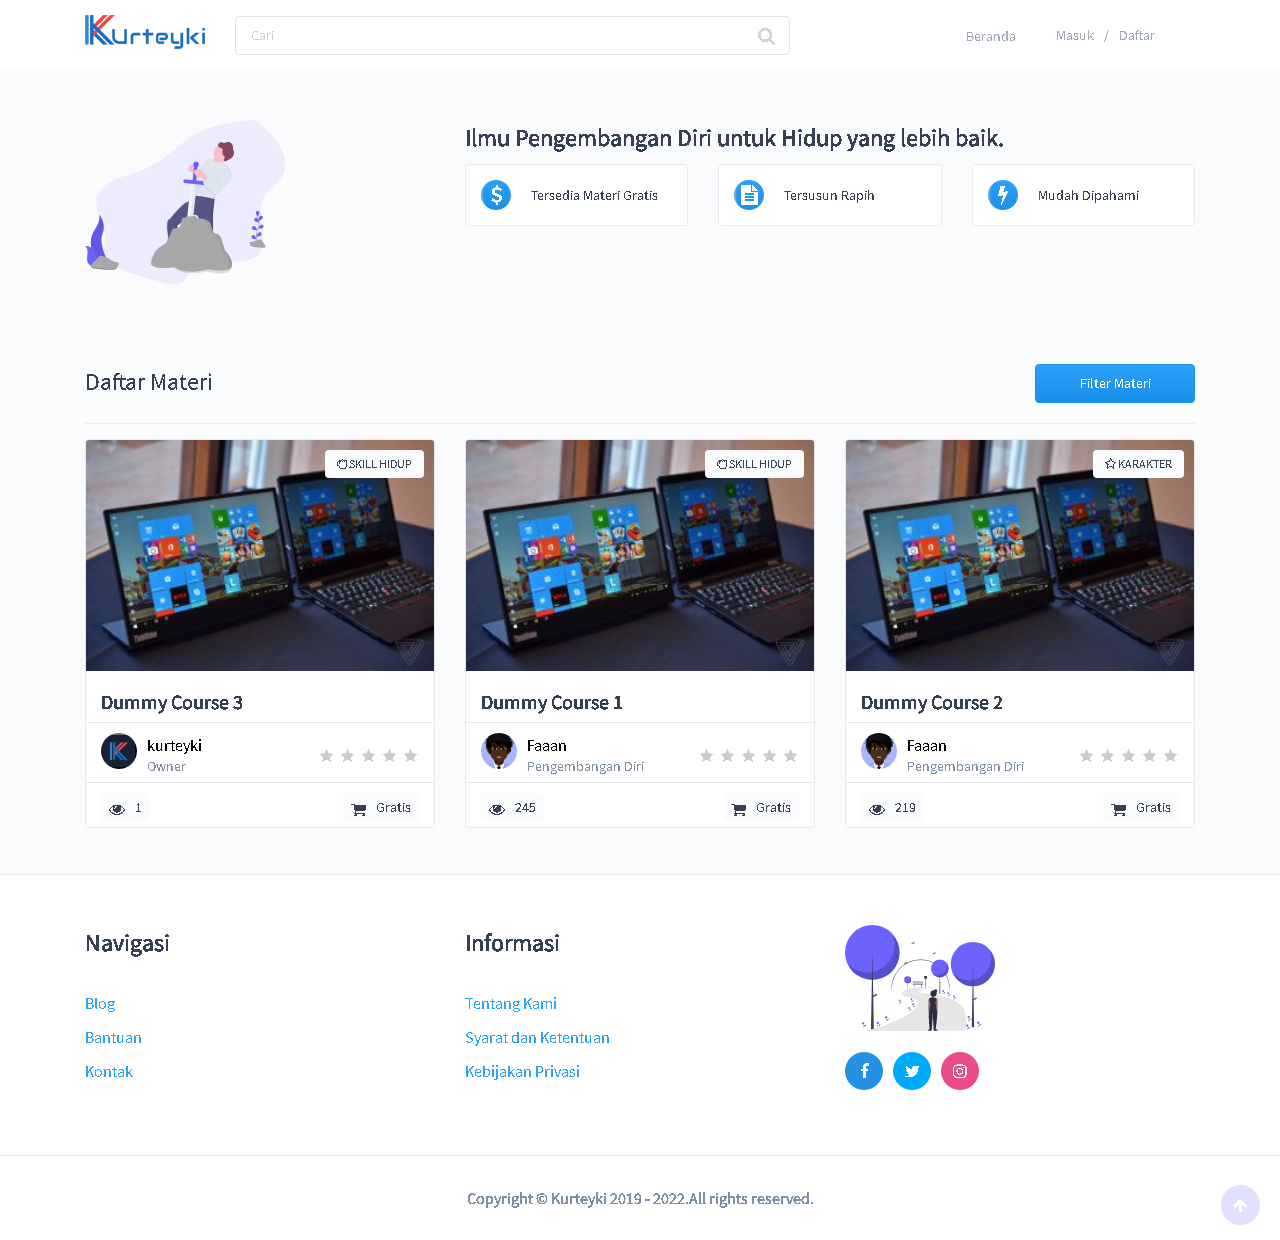 Kurteyki
Cari
Beranda
Masuk / Daftar
Ilmu Pengembangan Diri untuk Hidup yang lebih baik.
Tersedia Materi Gratis
Tersusun Rapih
Mudah Dipahami
Daftar Materi
Filter Materi
SKILL HIDUP
SKILL HIDUP
KARAKTER
Dummy Course 3
Dummy Course 1
Dummy Course 2
kurteyki
Owner
Faaan
Pengembangan Diri
Faaan
Pengembangan Diri
1
Gratis
245
Gratis
219
Gratis
Navigasi
Blog
Bantuan
Kontak
Informasi
Tentang Kami
Syarat dan Ketentuan
Kebijakan Privasi
Copyright © Kurteyki 2019 - 2022.All rights reserved.